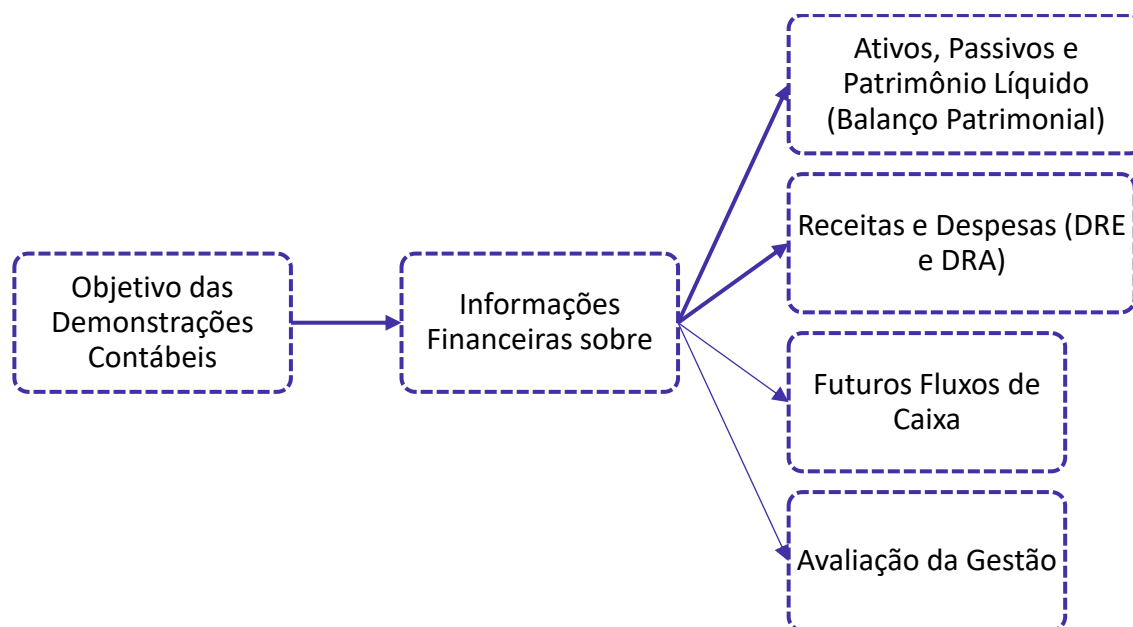 Objetivo das
Demonstrações
Contábeis
Informações
Financeiras sobre
Ativos, Passivos e
Patrimônio Líquido
(Balanço Patrimonial)
Receitas e Despesas (DRE
e DRA)
Futuros Fluxos de
Caixa
Avaliação da Gestão